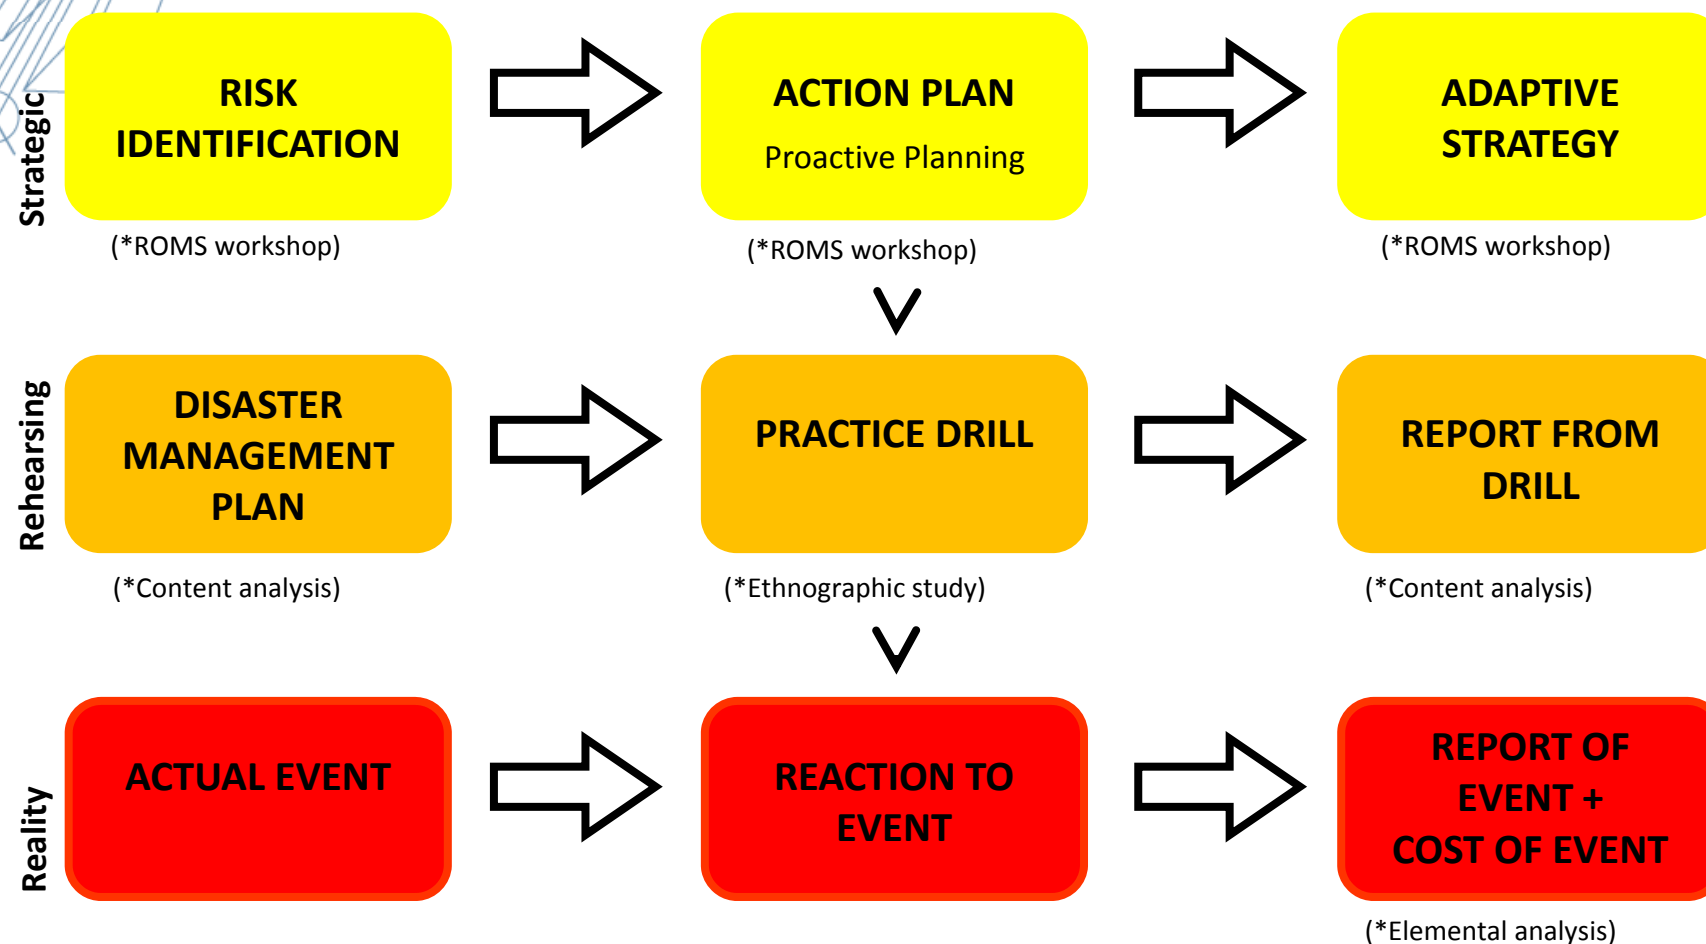 Strategic
RISK
IDENTIFICATION
(*ROMS workshop)
ACTION PLAN
Proactive Planning
(*ROMS workshop)
ADAPTIVE
STRATEGY
(*ROMS workshop)
Rehearsing
DISASTER
MANAGEMENT
PLAN
(*Content analysis)
PRACTICE DRILL
(*Ethnographic study)
REPORT FROM
DRILL
(*Content analysis)
Reality
ACTUAL EVENT
REACTION TO
EVENT
REPORT OF
EVENT +
COST OF EVENT
(*Elemental analysis)